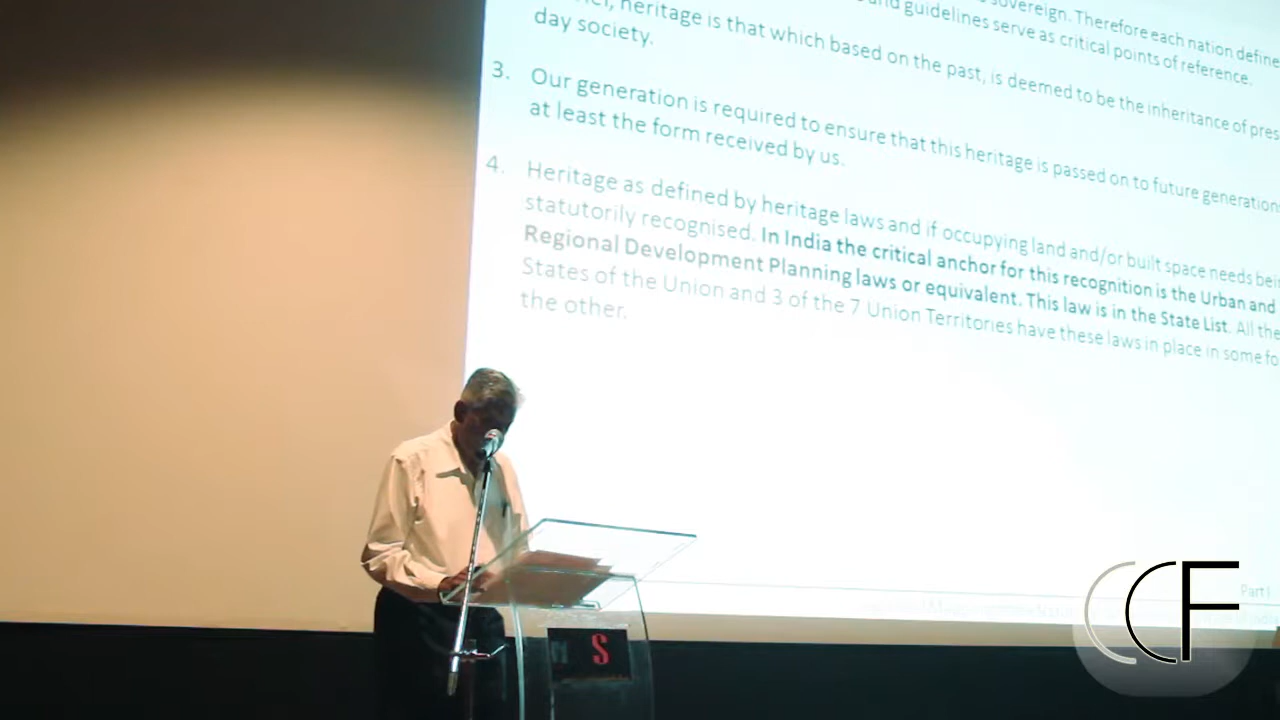 sovereign. Therefore each nation define
guidelines serve as critical points of reference.
heritage is that which based on the past, is deemed to be the inheritance of pres
day society.
3. Our generation is required to ensure that this heritage is passed on to future generations
at least the form received by us.
4. Heritage as defined by heritage laws and if occupying land and/or built space needs bein
statutorily recognised. In India the critical anchor for this recognition is the Urban and
Regional Development Planning laws or equivalent. This law is in the State List. All the
States of the Union and 3 of the 7 Union Territories have these laws in place in some fo
the other.
Part I
CCF
S